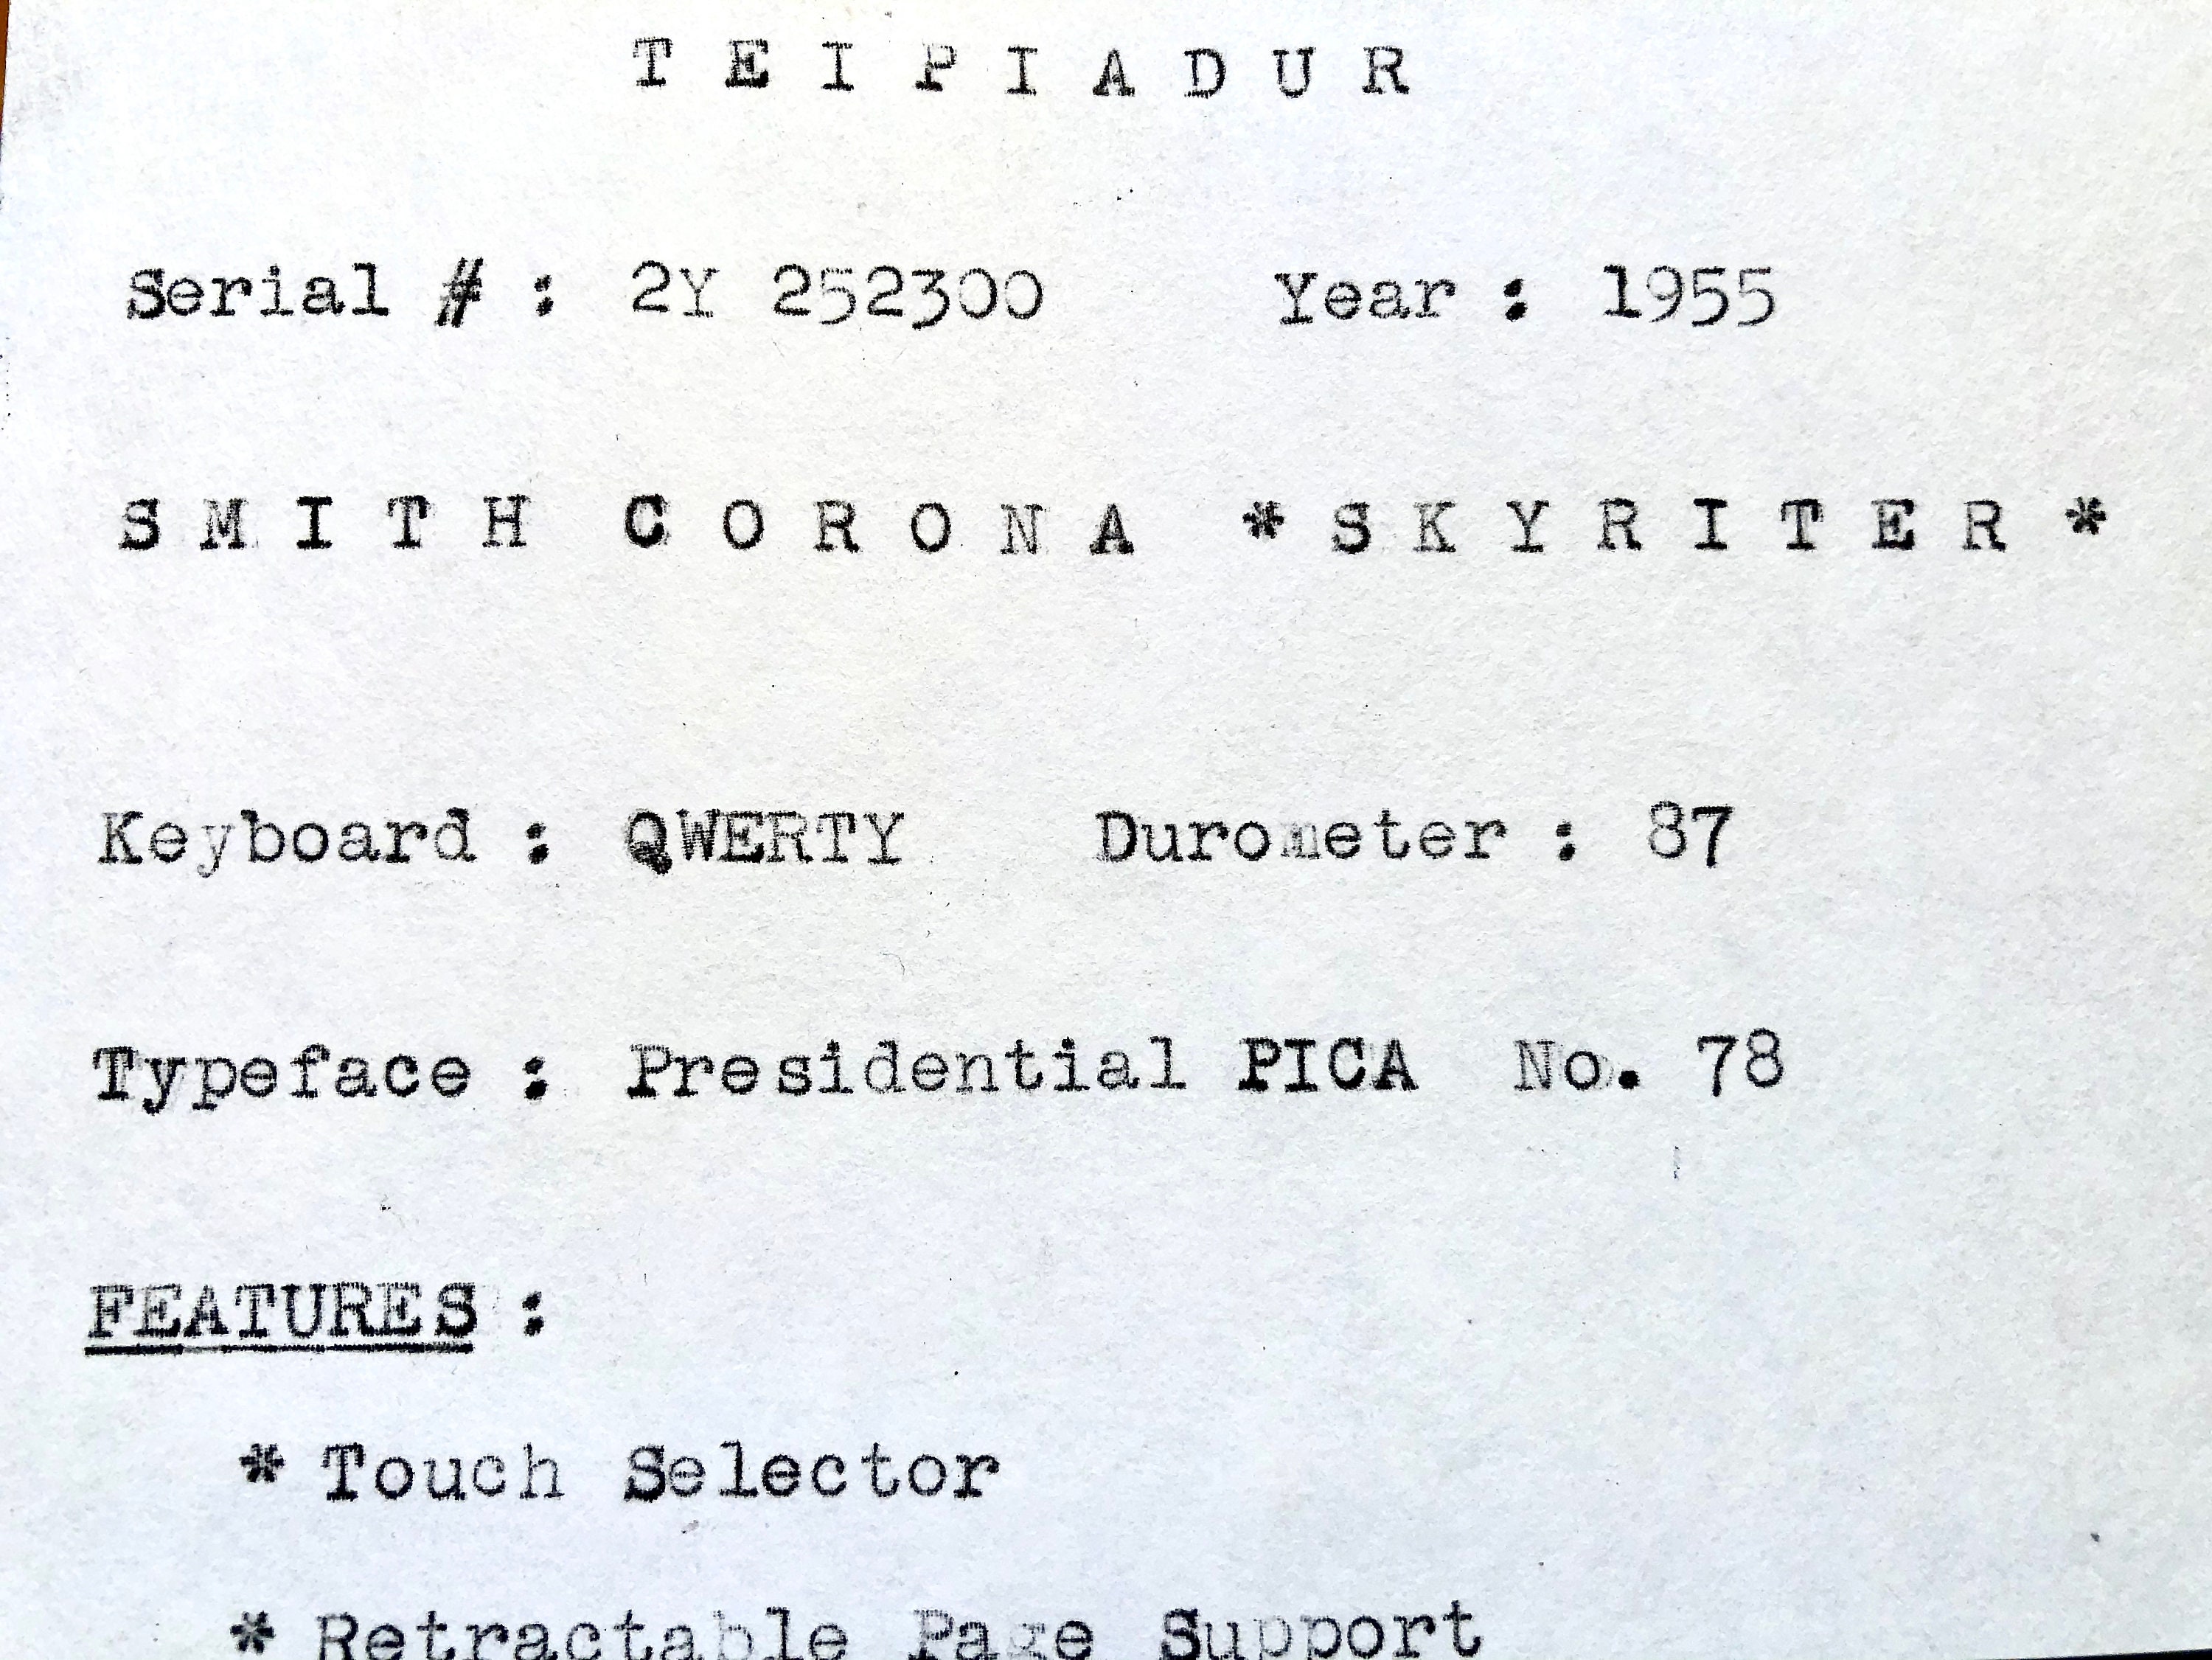 T E I P I A D U R
Serial # : 2Y 252300 Year : 1955
S M I T H C O R O N A * S K Y R I T E R *
Keyboard : QWERTY Durometer : 87
Typeface : Presidential PICA No. 78
FEATURES :
* Touch Selector
* Retractable Page Support